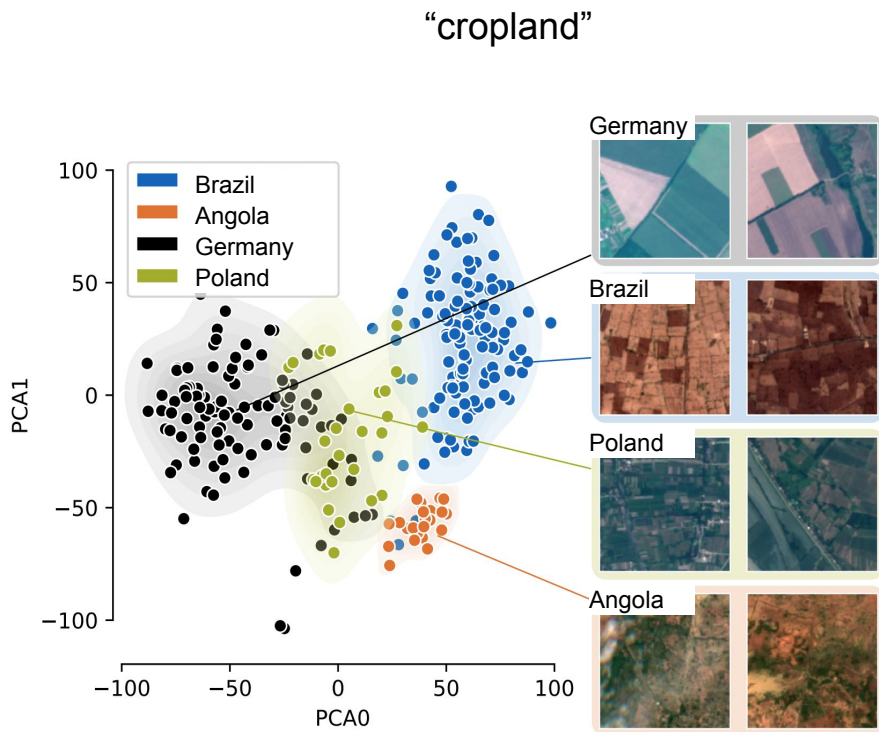 “cropland”
Brazil
Angola
Germany
Poland
100
50
0
−50
−100
PCA1
−100
−50
0
50
100
PCA0
Germany
Brazil
Poland
Angola